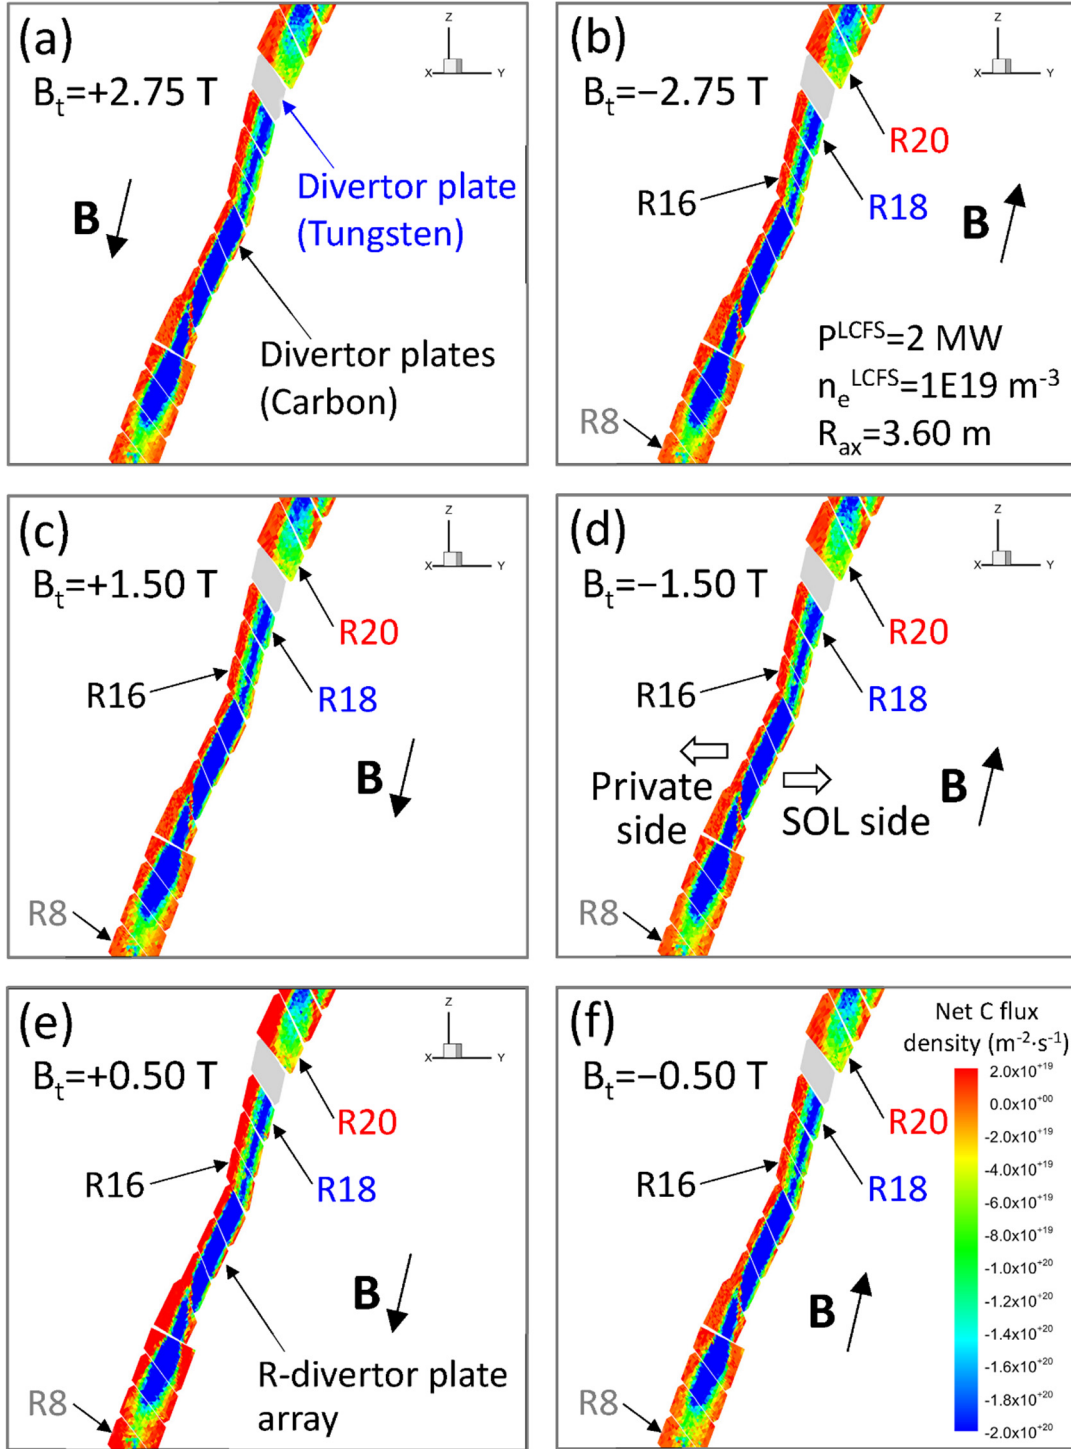 (a)
Bt=+2.75 T
Z
X
Y
B
Divertor plate
(Tungsten)
Divertor plates
(Carbon)
(b)
Bt=−2.75 T
Z
X
Y
R20
R16
R18
B
P^LCFS=2 MW
ne^LCFS=1E19 m-3
Rax=3.60 m
R8
(c)
Bt=+1.50 T
Z
X
Y
R20
R16
R18
B
R8
(d)
Bt=−1.50 T
Z
X
Y
R20
R16
R18
Private
side
SOL side
B
R8
(e)
Bt=+0.50 T
Z
X
Y
R20
R16
R18
B
R-divertor plate
array
R8
(f)
Bt=−0.50 T
R20
R16
R18
B
R8
Net C flux
density (m-2·s-1)
2.0x10+19
0.0x10+00
-2.0x10+19
-4.0x10+19
-6.0x10+19
-8.0x10+19
-1.0x10+20
-1.2x10+20
-1.4x10+20
-1.6x10+20
-1.8x10+20
-2.0x10+20